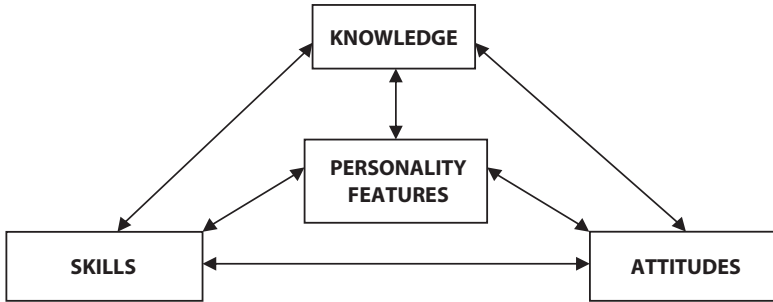 KNOWLEDGE
PERSONALITY
FEATURES
SKILLS
ATTITUDES